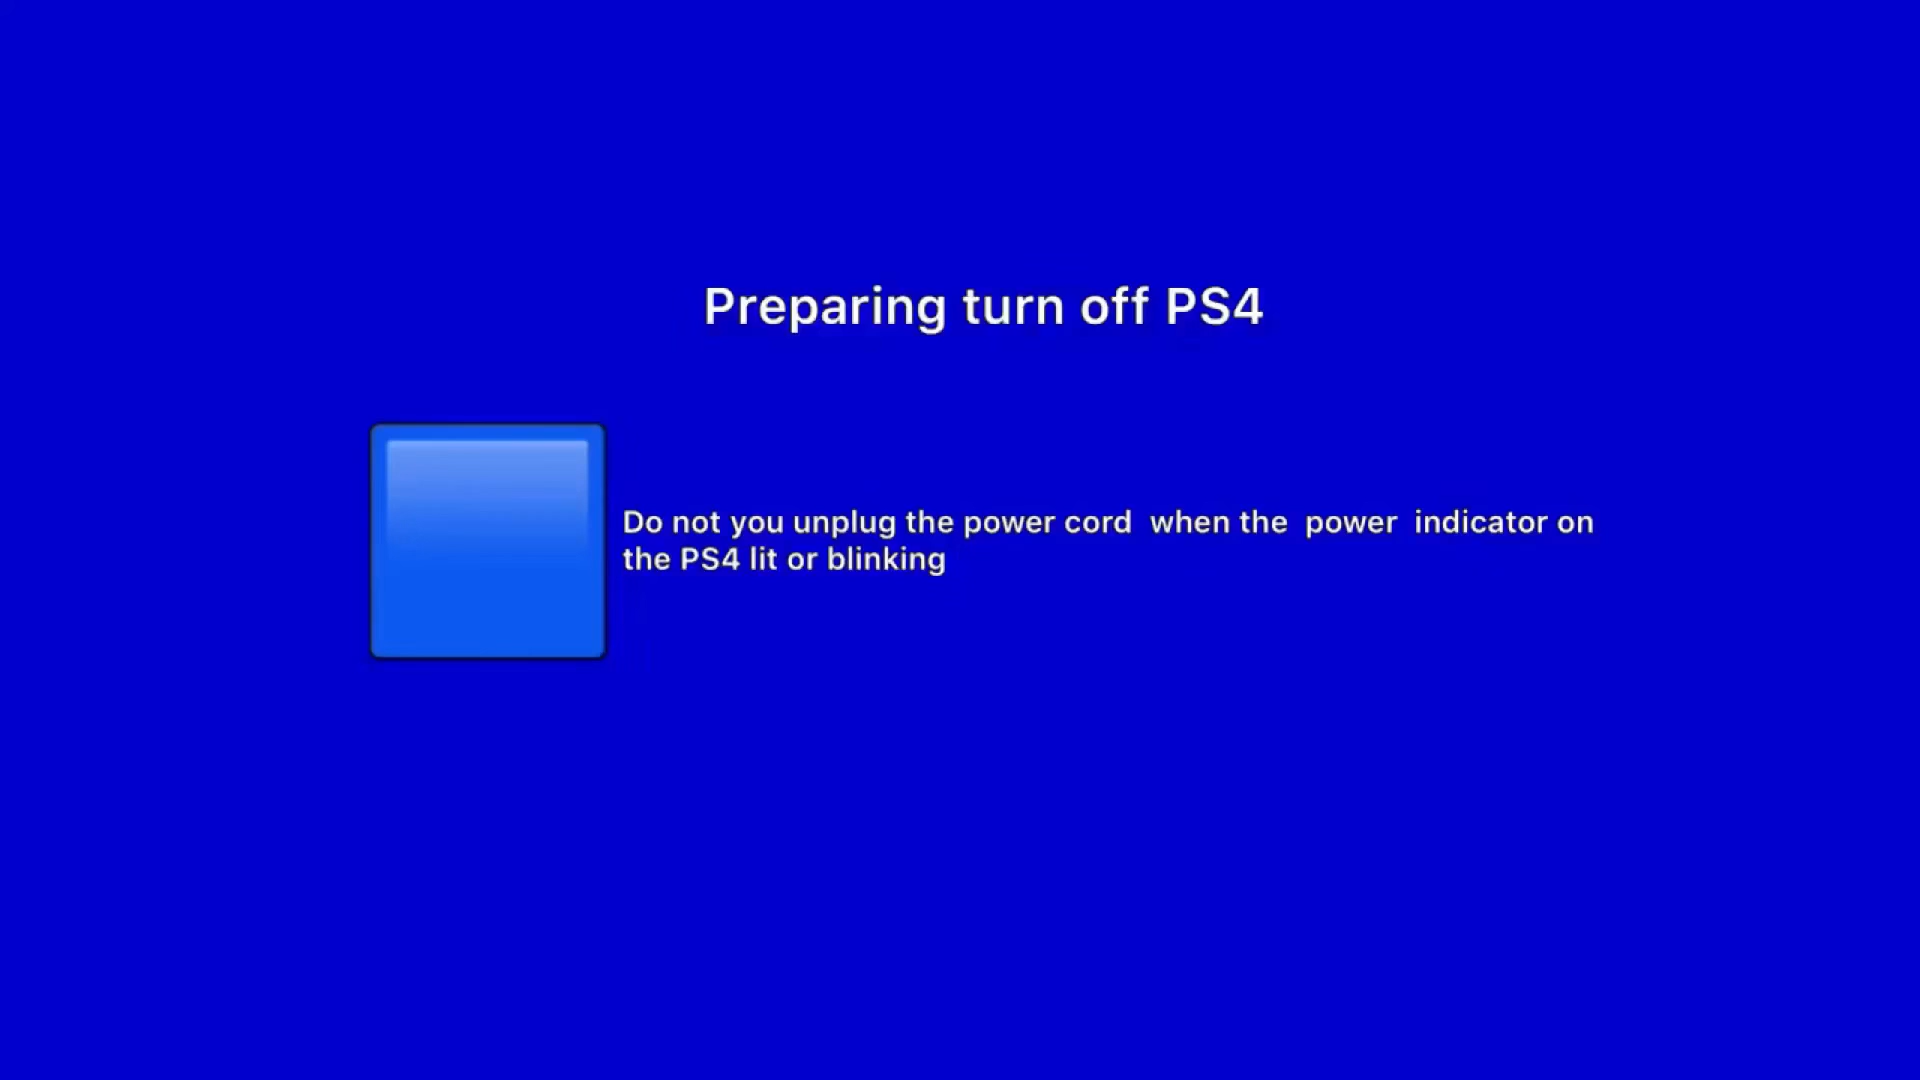 Preparing turn off PS4
Do not you unplug the power cord when the power indicator on
the PS4 lit or blinking